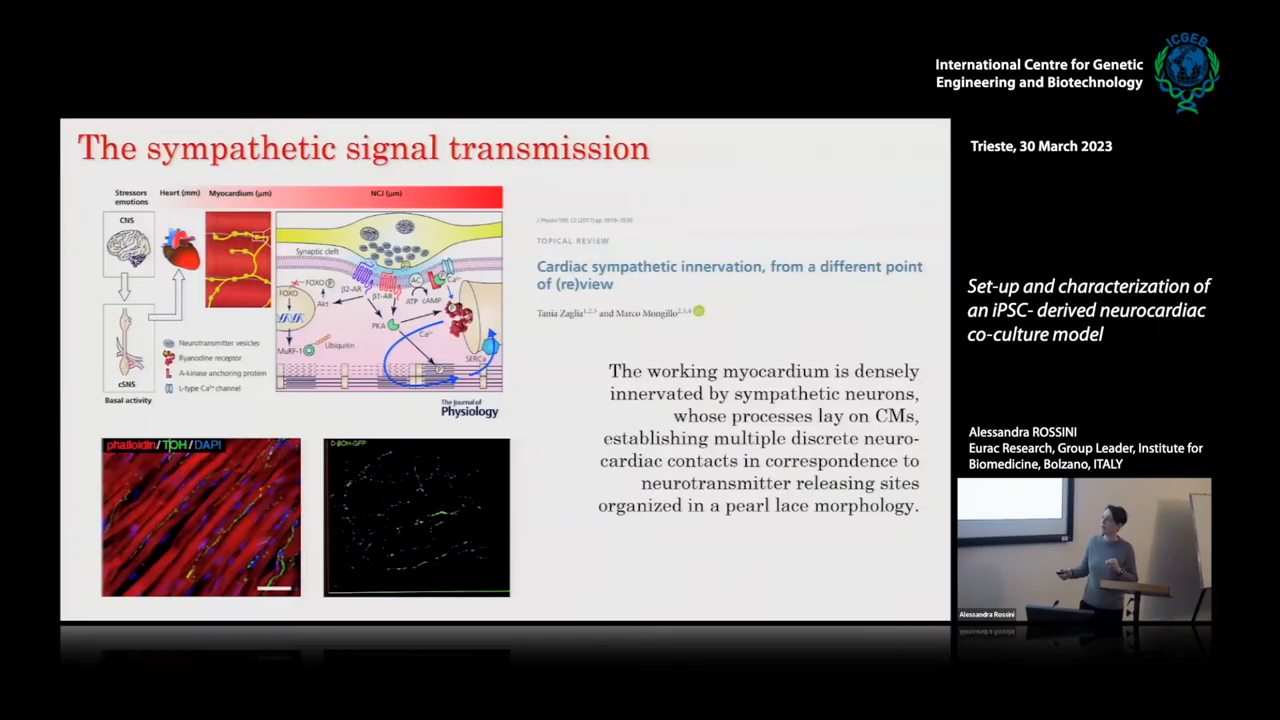 International Centre for Genetic
Engineering and Biotechnology
ICGEB
Trieste, 30 March 2023
The sympathetic signal transmission
Stressors
emotions
Heart (mm)
Myocardium (μm)
NCJ (μm)
CNS
cSNS
Basal activity
Neurotransmitter vesicles
Ryanodine receptor
A-kinase anchoring protein
L-type Ca²⁺ channel
Synaptic cleft
FOXO
P
FOXO
Akt
β2-AR
β1-AR
AC
ATP
cAMP
P
Ca²⁺
PKA
Ca²⁺
MuRF-1
Ubiquitin
SERCa
P
The Journal of
Physiology
TOPICAL REVIEW
Cardiac sympathetic innervation, from a different point
of (re)view
Tania Zaglia and Marco Mongillo
The working myocardium is densely
innervated by sympathetic neurons,
whose processes lay on CMs,
establishing multiple discrete neuro-
cardiac contacts in correspondence to
neurotransmitter releasing sites
organized in a pearl lace morphology.
phalloidin/TOH/DAPI
D-βOH-GFP
Set-up and characterization of
an iPSC- derived neurocardiac
co-culture model
Alessandra ROSSINI
Eurac Research, Group Leader, Institute for
Biomedicine, Bolzano, ITALY
Alessandra Rossini